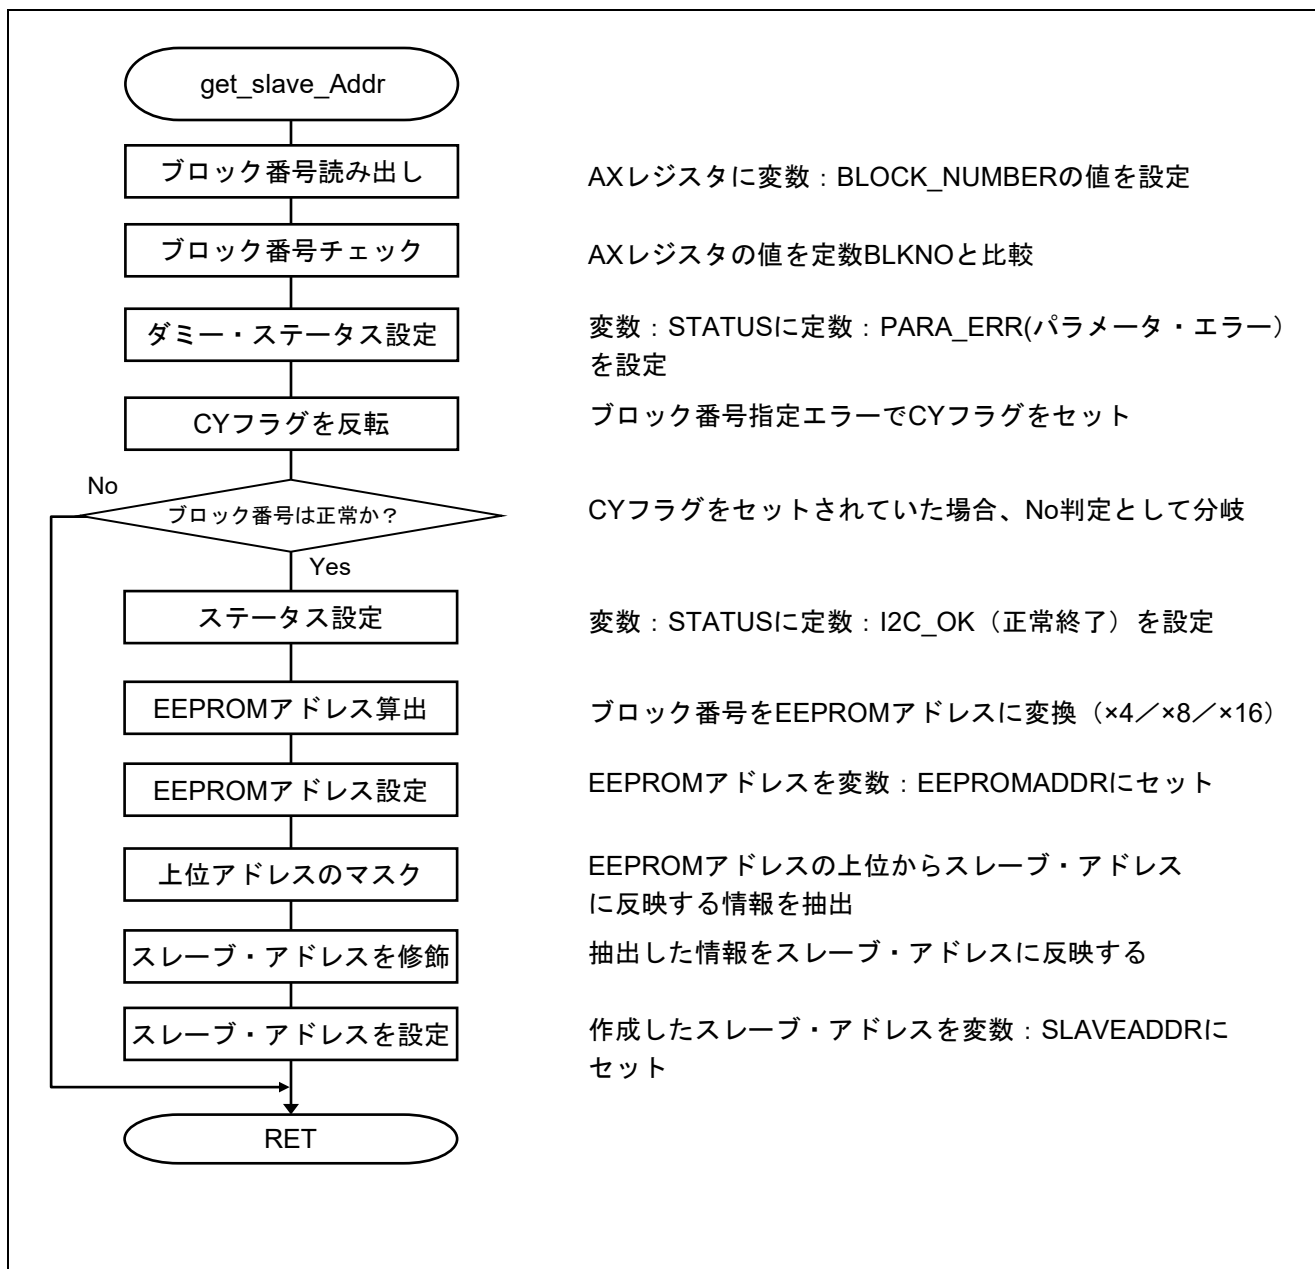 get_slave_Addr
ブロック番号読み出し
AXレジスタに変数：BLOCK_NUMBERの値を設定
ブロック番号チェック
AXレジスタの値を定数BLKNOと比較
ダミー・ステータス設定
変数：STATUSに定数：PARA_ERR(パラメータ・エラー）
を設定
CYフラグを反転
ブロック番号指定エラーでCYフラグをセット
No
ブロック番号は正常か？
CYフラグをセットされていた場合、No判定として分岐
Yes
ステータス設定
変数：STATUSに定数：I2C_OK（正常終了）を設定
EEPROMアドレス算出
ブロック番号をEEPROMアドレスに変換（×4／×8／×16）
EEPROMアドレス設定
EEPROMアドレスを変数：EEPROMADDRにセット
上位アドレスのマスク
EEPROMアドレスの上位からスレーブ・アドレス
に反映する情報を抽出
スレーブ・アドレスを修飾
抽出した情報をスレーブ・アドレスに反映する
スレーブ・アドレスを設定
作成したスレーブ・アドレスを変数：SLAVEADDRに
セット
RET